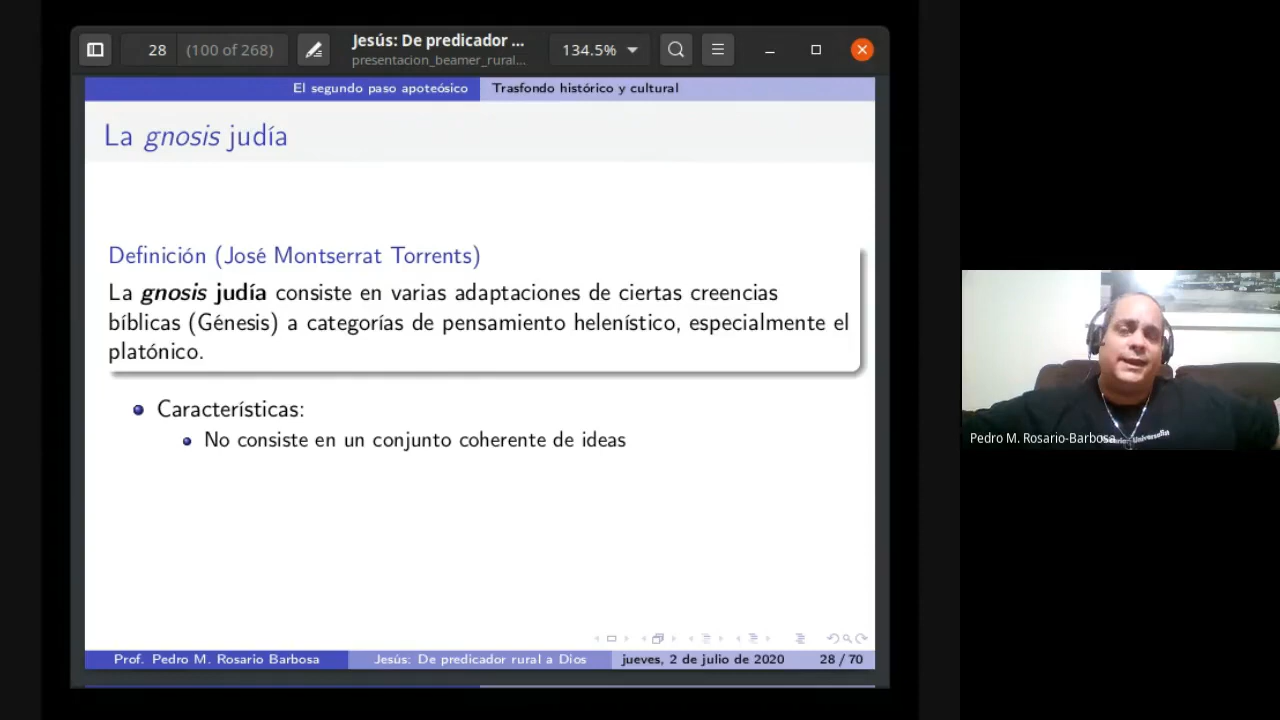 28 (100 of 268)
Jesús: De predicador ...
presentacion_beamer_rural...
134.5%
El segundo paso apoteósico Trasfondo histórico y cultural
La gnosis judía
Definición (José Montserrat Torrents)
La gnosis judía consiste en varias adaptaciones de ciertas creencias
bíblicas (Génesis) a categorías de pensamiento helenístico, especialmente el
platónico.
Características:
No consiste en un conjunto coherente de ideas
Prof. Pedro M. Rosario Barbosa Jesús: De predicador rural a Dios jueves, 2 de julio de 2020 28 / 70
Pedro M. Rosario-Barbosa